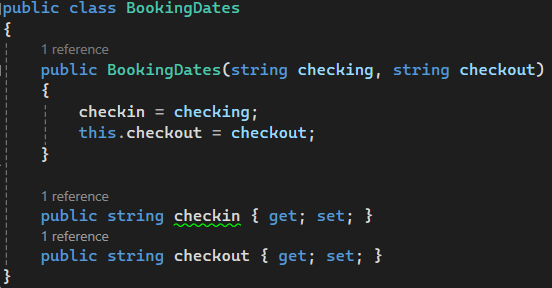 public class BookingDates
{
1 reference
public BookingDates(string checking, string checkout)
{
checkin = checking;
this.checkout = checkout;
}
1 reference
public string checkin { get; set; }
1 reference
public string checkout { get; set; }
}